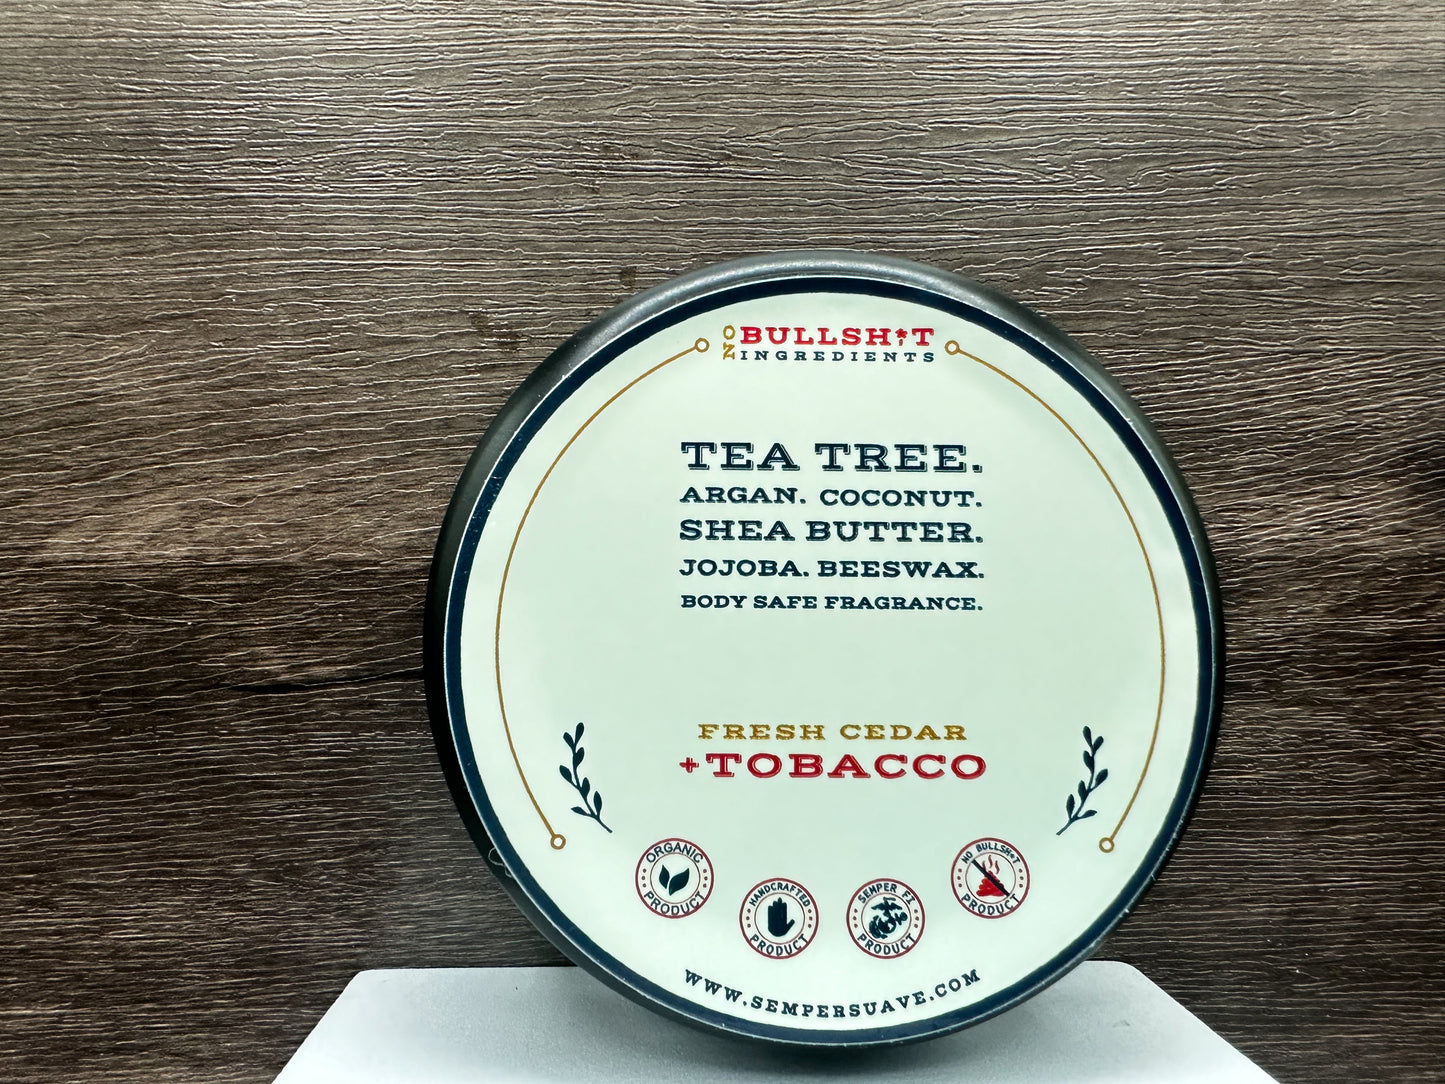 NO BULLSH*T
INGREDIENTS
TEA TREE.
ARGAN. COCONUT.
SHEA BUTTER.
JOJOBA. BEESWAX.
BODY SAFE FRAGRANCE.
FRESH CEDAR
+TOBACCO
ORGANIC
PRODUCT
HANDCRAFTED
PRODUCT
SEMPER FI
PRODUCT
NO BULLSH*T
PRODUCT
WWW.SEMPERSUAVE.COM